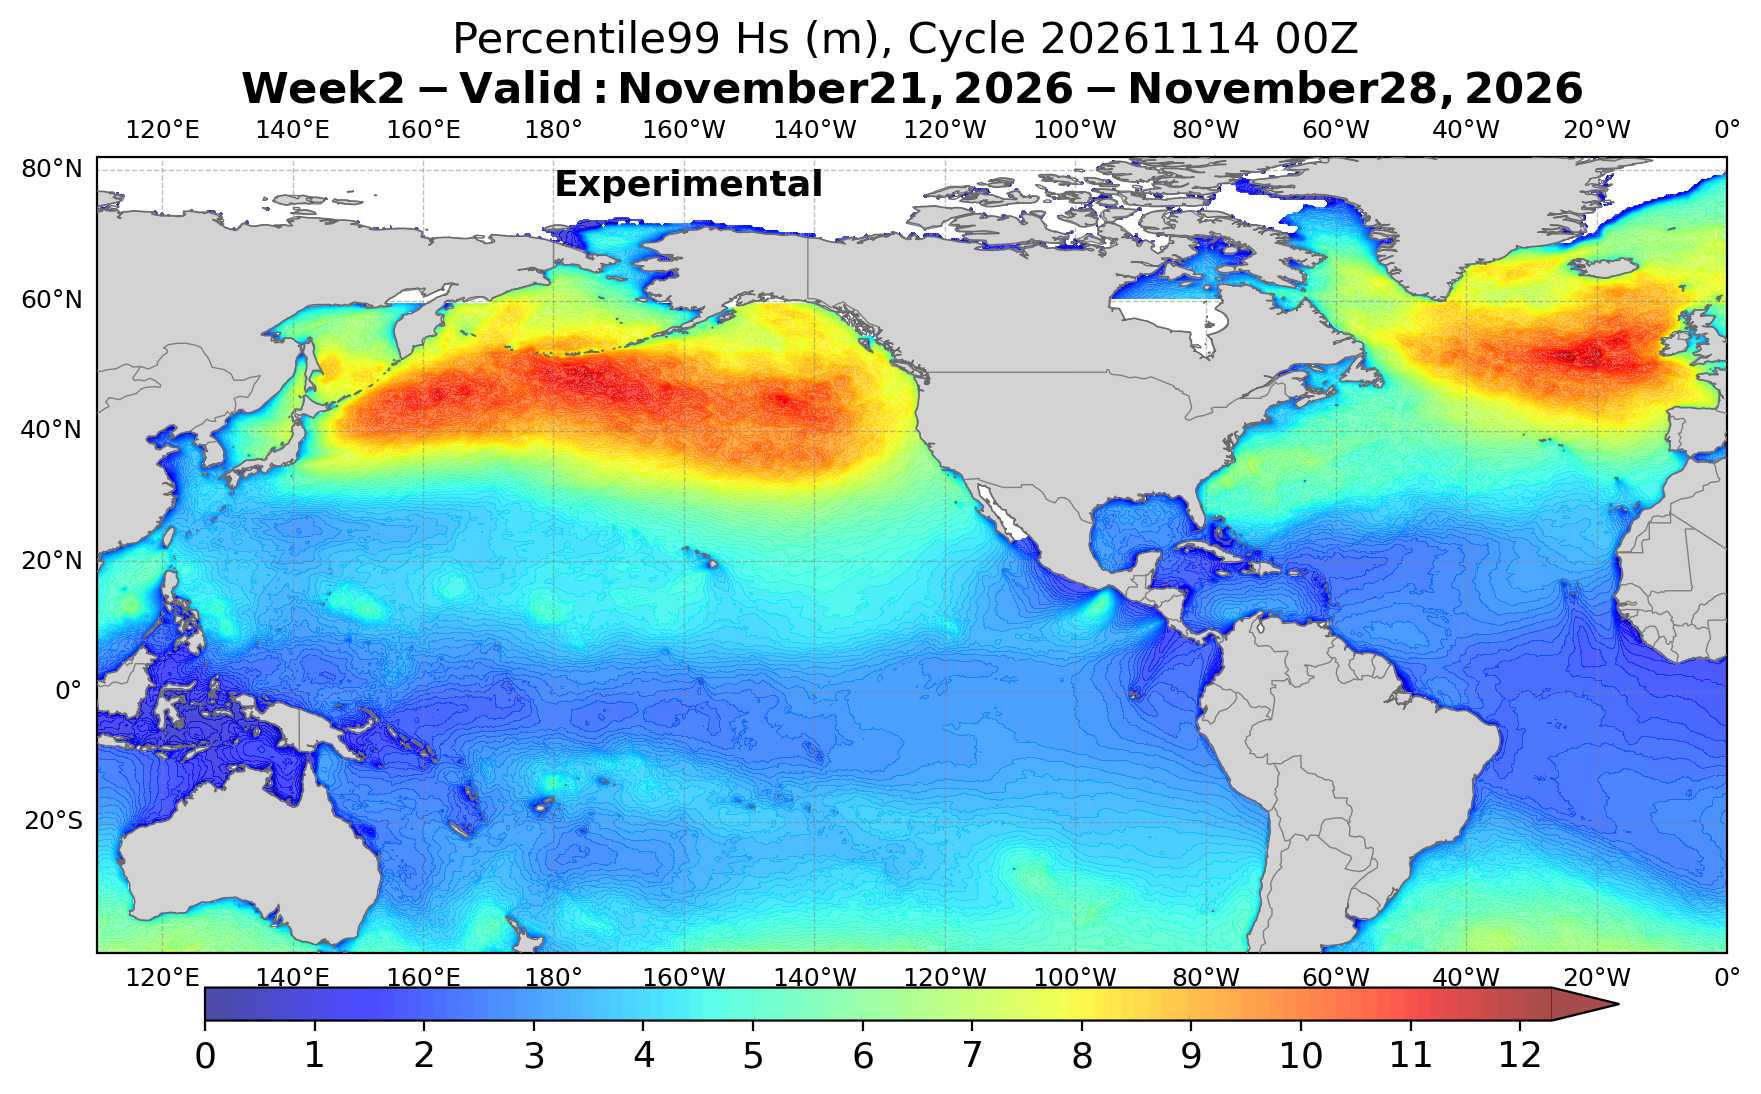 Percentile99 Hs (m), Cycle 20261114 00Z
Week2 − Valid : November21, 2026 − November28, 2026
120°E 140°E 160°E 180° 160°W 140°W 120°W 100°W 80°W 60°W 40°W 20°W 0°
80°N
Experimental
60°N
40°N
20°N
0°
20°S
120°E 140°E 160°E 180° 160°W 140°W 120°W 100°W 80°W 60°W 40°W 20°W 0°
0 1 2 3 4 5 6 7 8 9 10 11 12